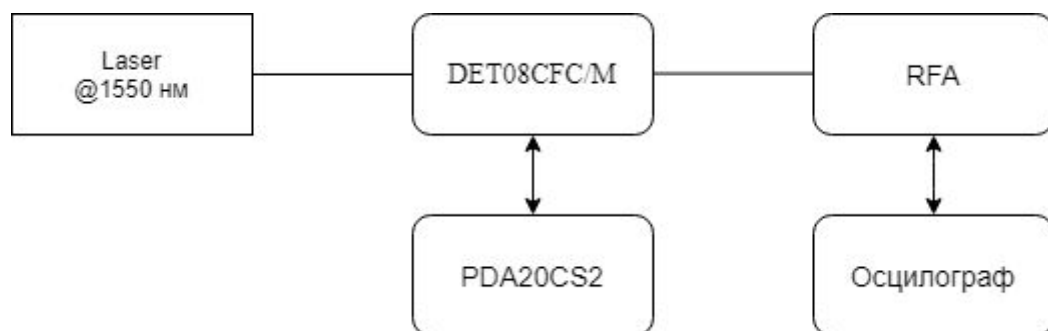 Laser
@1550 нм
DET08CFC/M
RFA
PDA20CS2
Осцилограф